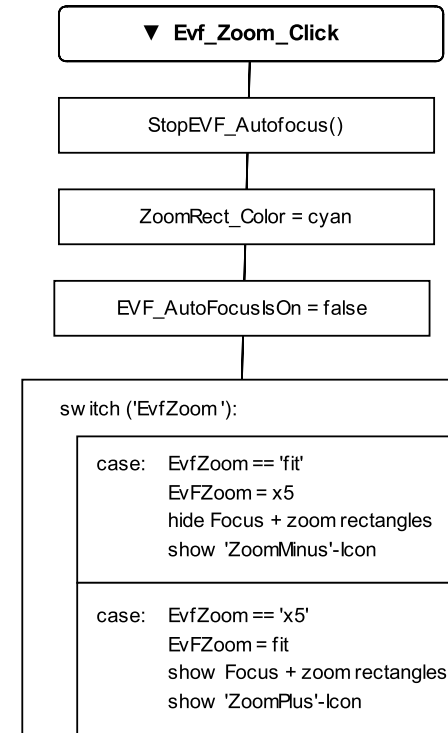 ▼ Evf_Zoom_Click
StopEVF_Autofocus()
ZoomRect_Color = cyan
EVF_AutoFocusIsOn = false
switch ('EvfZoom'):
case: EvfZoom == 'fit'
EvFZoom = x5
hide Focus + zoom rectangles
show 'ZoomMinus'-Icon
case: EvfZoom == 'x5'
EvFZoom = fit
show Focus + zoom rectangles
show 'ZoomPlus'-Icon